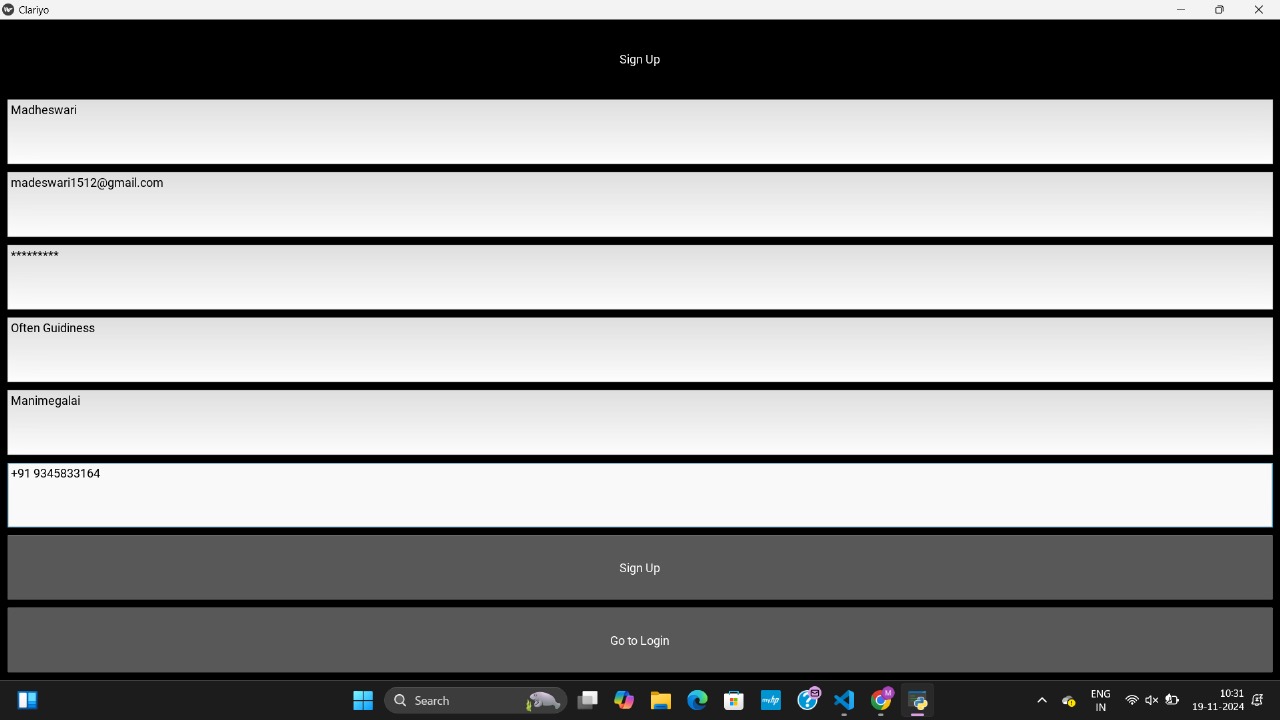 Clariyo
Sign Up
Madheswari
madeswari1512@gmail.com
*********
Often Guidiness
Manimegalai
+91 9345833164
Sign Up
Go to Login
Search
ENG
IN
10:31
19-11-2024